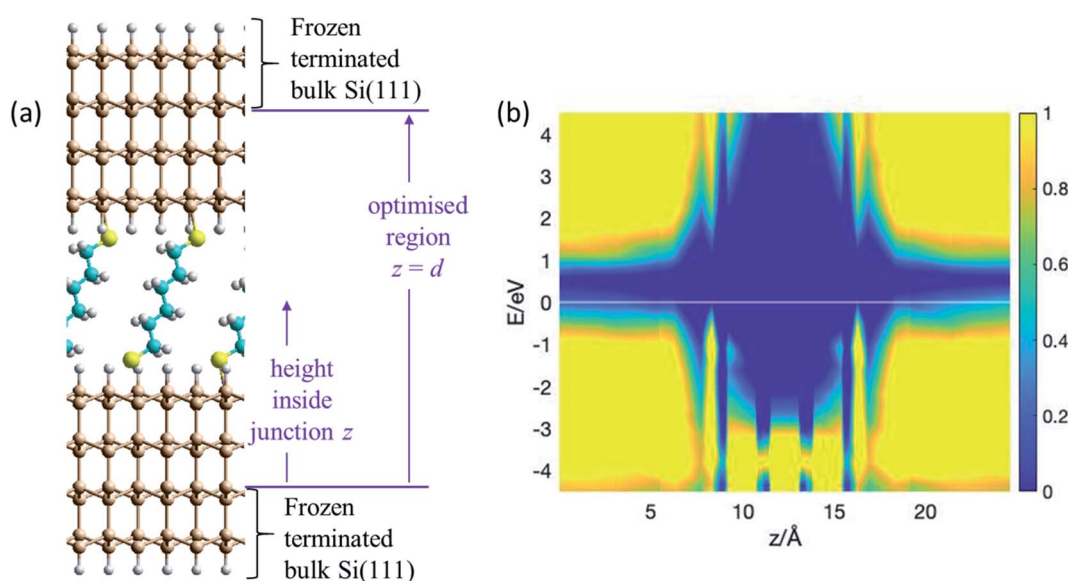 (a)
Frozen
terminated
bulk Si(111)
optimised
region
z = d
height
inside
junction z
Frozen
terminated
bulk Si(111)
(b)
E/eV
4
3
2
1
0
-1
-2
-3
-4
5
10
15
20
z/Å
1
0.8
0.6
0.4
0.2
0